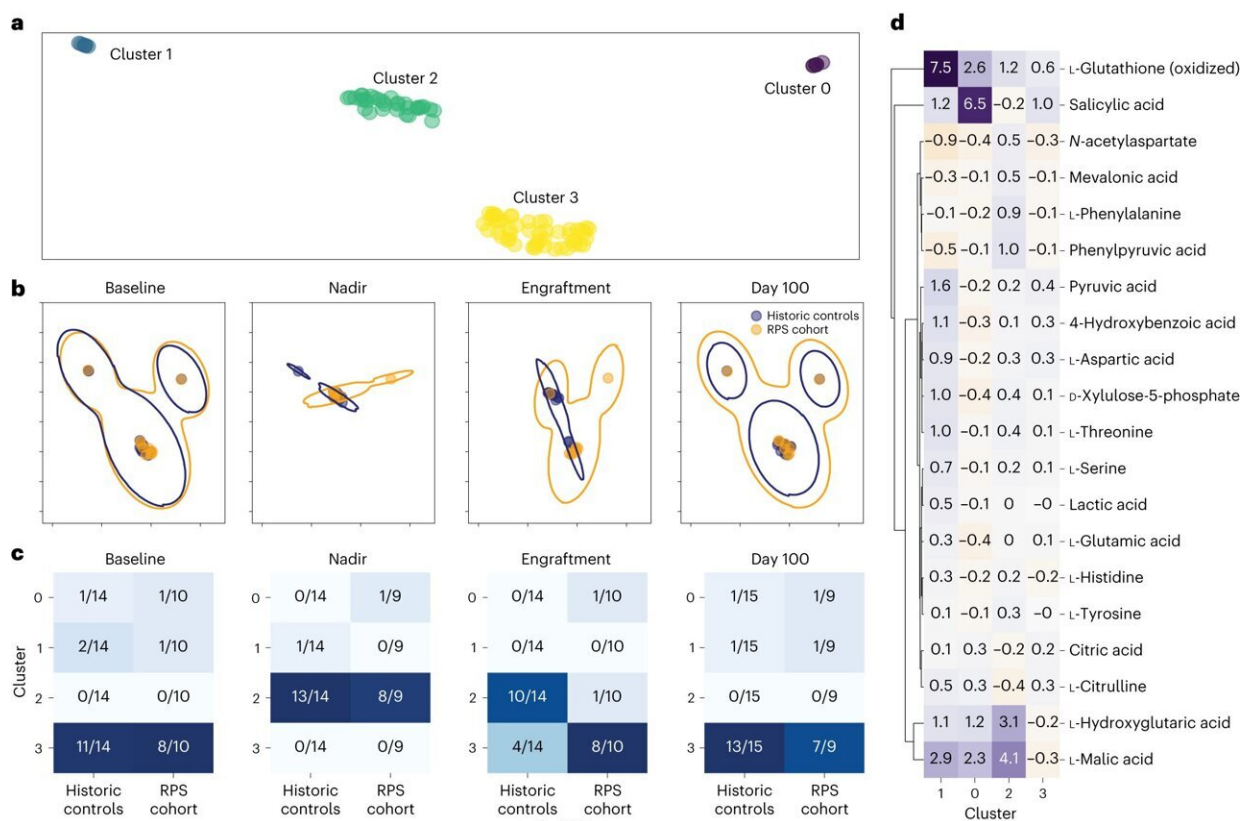 a
Cluster 1
Cluster 2
Cluster 0
Cluster 3
b
Baseline
Nadir
Engraftment
Day 100
Historic controls
RPS cohort
c
Baseline
Nadir
Engraftment
Day 100
Cluster
0 1/14 1/10 0 0/14 1/9 0 0/14 1/10 0 1/15 1/9
1 2/14 1/10 1 1/14 0/9 1 0/14 0/10 1 1/15 1/9
2 0/14 0/10 2 13/14 8/9 2 10/14 1/10 2 0/15 0/9
3 11/14 8/10 3 0/14 0/9 3 4/14 8/10 3 13/15 7/9
Historic controls RPS cohort Historic controls RPS cohort Historic controls RPS cohort Historic controls RPS cohort
d
7.5 2.6 1.2 0.6 L-Glutathione (oxidized)
1.2 6.5 −0.2 1.0 Salicylic acid
−0.9 −0.4 0.5 −0.3 N-acetylaspartate
−0.3 −0.1 0.5 −0.1 Mevalonic acid
−0.1 −0.2 0.9 −0.1 L-Phenylalanine
−0.5 −0.1 1.0 −0.1 Phenylpyruvic acid
1.6 −0.2 0.2 0.4 Pyruvic acid
1.1 −0.3 0.1 0.3 4-Hydroxybenzoic acid
0.9 −0.2 0.3 0.3 L-Aspartic acid
1.0 −0.4 0.4 0.1 D-Xylulose-5-phosphate
1.0 −0.1 0.4 0.1 L-Threonine
0.7 −0.1 0.2 0.1 L-Serine
0.5 −0.1 0 −0 Lactic acid
0.3 −0.4 0 0.1 L-Glutamic acid
0.3 −0.2 0.2 −0.2 L-Histidine
0.1 −0.1 0.3 −0 L-Tyrosine
0.1 0.3 −0.2 0.2 Citric acid
0.5 0.3 −0.4 0.3 L-Citrulline
1.1 1.2 3.1 −0.2 L-Hydroxyglutaric acid
2.9 2.3 4.1 −0.3 L-Malic acid
1 0 2 3
Cluster